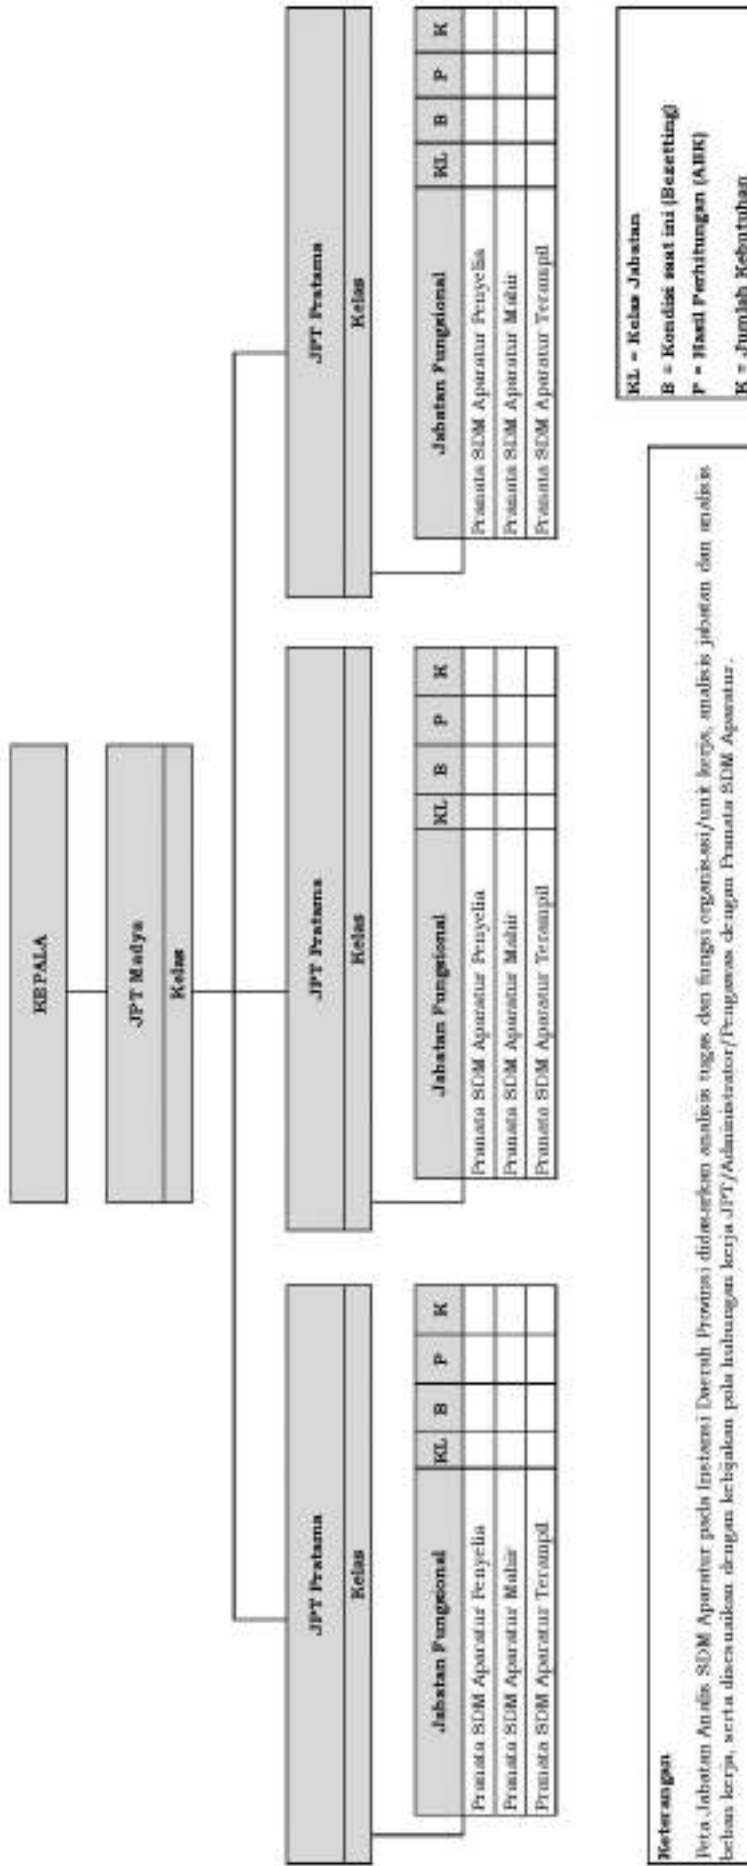 KEPALA
JPT Madya
Kelas
JPT Pratama
Kelas
Jabatan Fungsional KL B P K
Pranata SDM Aparatur Penyelia
Pranata SDM Aparatur Mahir
Pranata SDM Aparatur Terampil
JPT Pratama
Kelas
Jabatan Fungsional KL B P K
Pranata SDM Aparatur Penyelia
Pranata SDM Aparatur Mahir
Pranata SDM Aparatur Terampil
JPT Pratama
Kelas
Jabatan Fungsional KL B P K
Pranata SDM Aparatur Penyelia
Pranata SDM Aparatur Mahir
Pranata SDM Aparatur Terampil
Keterangan
Peta Jabatan Analis SDM Aparatur pada Instansi Daerah Provinsi didasarkan analisis tugas dan fungsi organisasi/unit kerja, analisis jabatan dan analisis
beban kerja, serta disesuaikan dengan kebijakan pola hubungan kerja JPT/Administrator/Pengawas dengan Pranata SDM Aparatur.
KL = Kelas Jabatan
B = Kondisi saat ini (Bezetting)
P = Hasil Perhitungan (ABK)
K = Jumlah Kebutuhan